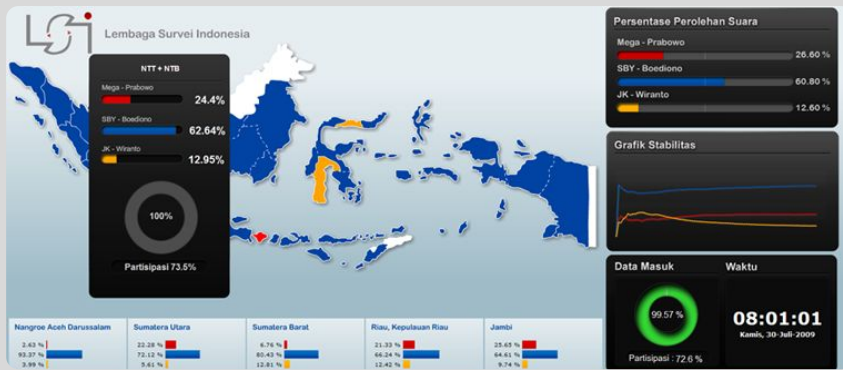 LSI
Lembaga Survei Indonesia
NTT + NTB
Mega - Prabowo
24.4%
SBY - Boediono
62.64%
JK - Wiranto
12.95%
100%
Partisipasi 73.5%
Persentase Perolehan Suara
Mega - Prabowo
26.60 %
SBY - Boediono
60.80 %
JK - Wiranto
12.60 %
Grafik Stabilitas
Data Masuk
99.57 %
Partisipasi : 72.6 %
Waktu
08:01:01
Kamis, 30-Juli-2009
Nangroe Aceh Darussalam
2.63 %
93.37 %
3.99 %
Sumatera Utara
22.28 %
72.12 %
5.61 %
Sumatera Barat
6.76 %
80.43 %
12.81 %
Riau, Kepulauan Riau
21.33 %
66.24 %
12.42 %
Jambi
25.65 %
64.61 %
9.74 %